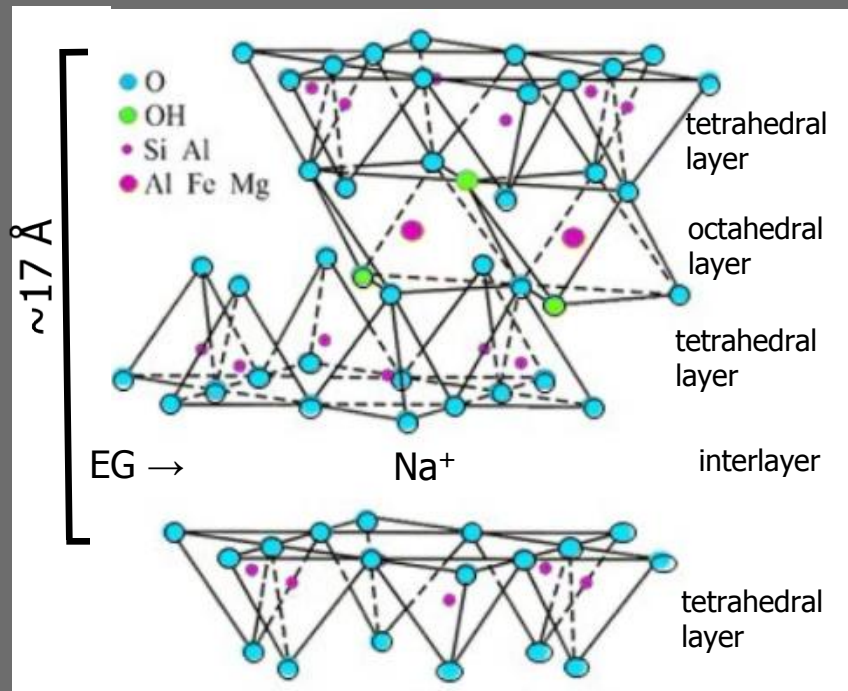 O
OH
Si Al
Al Fe Mg
tetrahedral
layer
octahedral
layer
~17 Å
tetrahedral
layer
EG → Na⁺ interlayer
tetrahedral
layer